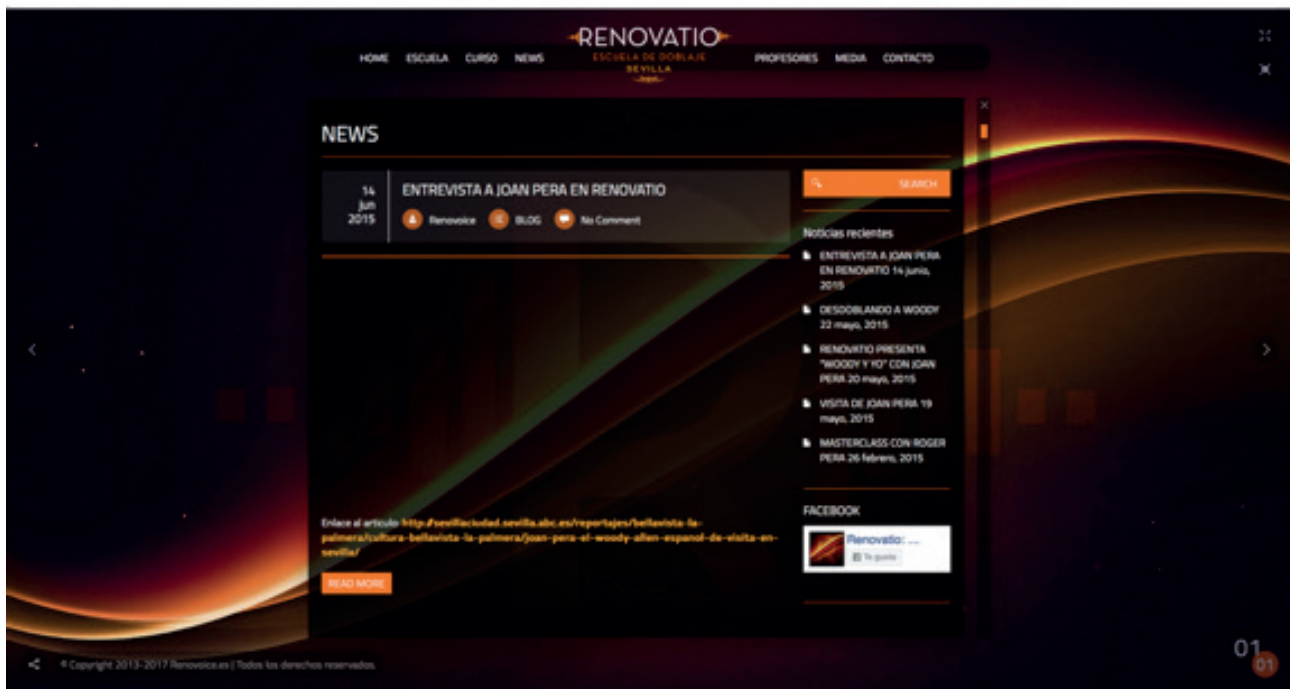 RENOVATIO
ESCUELA DE DOBLAJE
SEVILLA
HOME ESCUELA CURSO NEWS
PROFESORES MEDIA CONTACTO
NEWS
14
jun
2015
ENTREVISTA A JOAN PERA EN RENOVATIO
Renovoice BLOG No Comment
Enlace al artículo: http://sevillaciudad.sevilla.abc.es/reportajes/bellavista-la-
palmera/cultura-bellavista-la-palmera/joan-pera-el-woody-allen-espanol-de-visita-en-
sevilla/
READ MORE
SEARCH
Noticias recientes
ENTREVISTA A JOAN PERA
EN RENOVATIO 14 junio,
2015
DESDOBLANDO A WOODY
22 mayo, 2015
RENOVATIO PRESENTA
"WOODY Y YO" CON JOAN
PERA 20 mayo, 2015
VISITA DE JOAN PERA 19
mayo, 2015
MASTERCLASS CON ROGER
PERA 26 febrero, 2015
FACEBOOK
Renovatio: ...
Te gusta
© Copyright 2013-2017 Renovoice.es | Todos los derechos reservados.
01
01